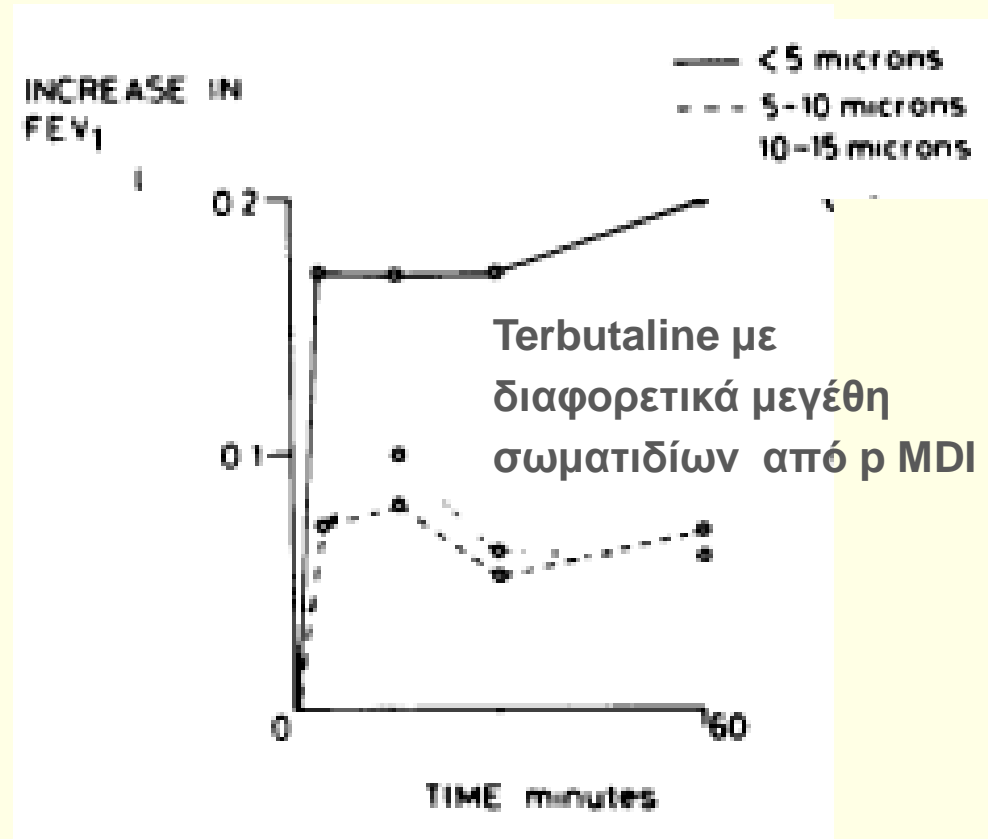 INCREASE IN
FEV1
l
< 5 microns
5-10 microns
10-15 microns
0 2
0 1
0
60
Terbutaline με
διαφορετικά μεγέθη
σωματιδίων από p MDI
TIME minutes